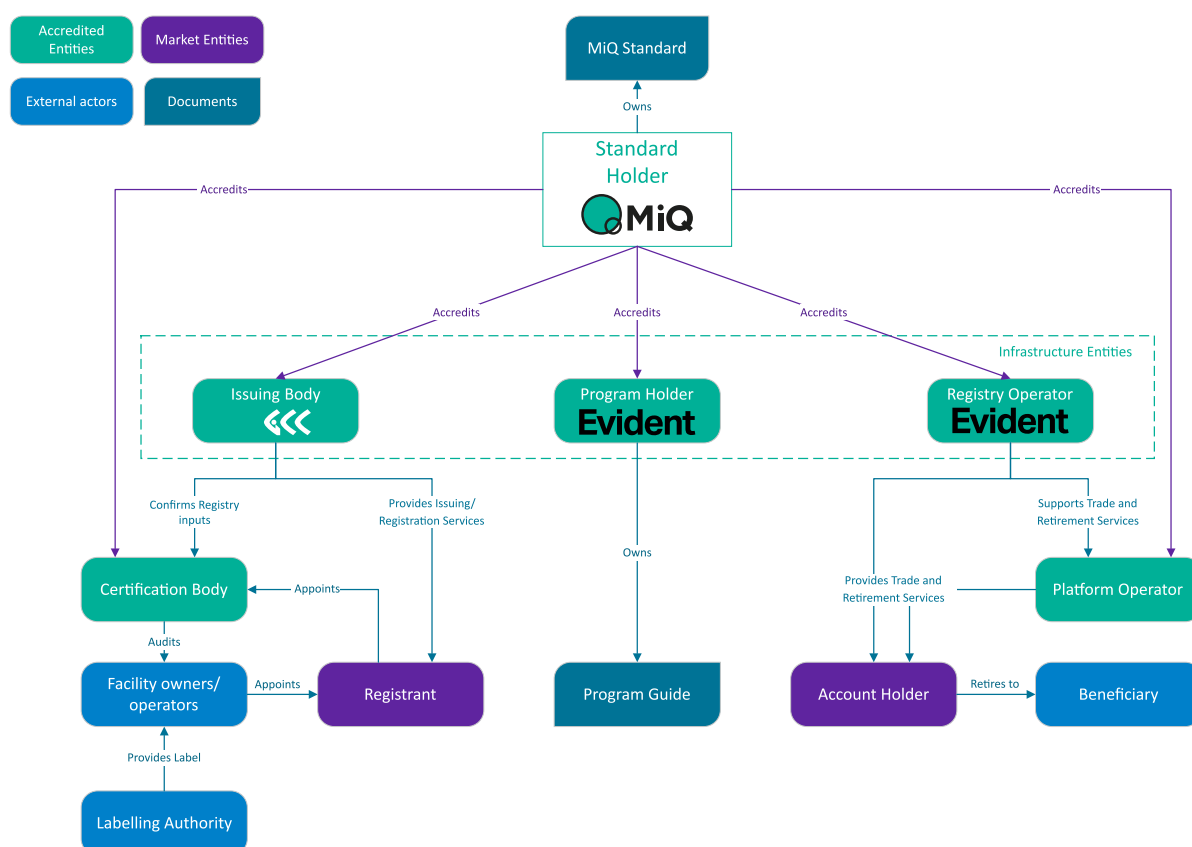 Accredited
Entities
Market Entities
External actors
Documents
MiQ Standard
Owns
Standard
Holder
MiQ
Accredits
Accredits
Accredits
Accredits
Accredits
Infrastructure Entities
Issuing Body
Program Holder
Evident
Registry Operator
Evident
Confirms Registry
inputs
Provides Issuing/
Registration Services
Supports Trade and
Retirement Services
Owns
Certification Body
Appoints
Provides Trade and
Retirement Services
Platform Operator
Audits
Facility owners/
operators
Appoints
Registrant
Program Guide
Account Holder
Retires to
Beneficiary
Provides Label
Labelling Authority